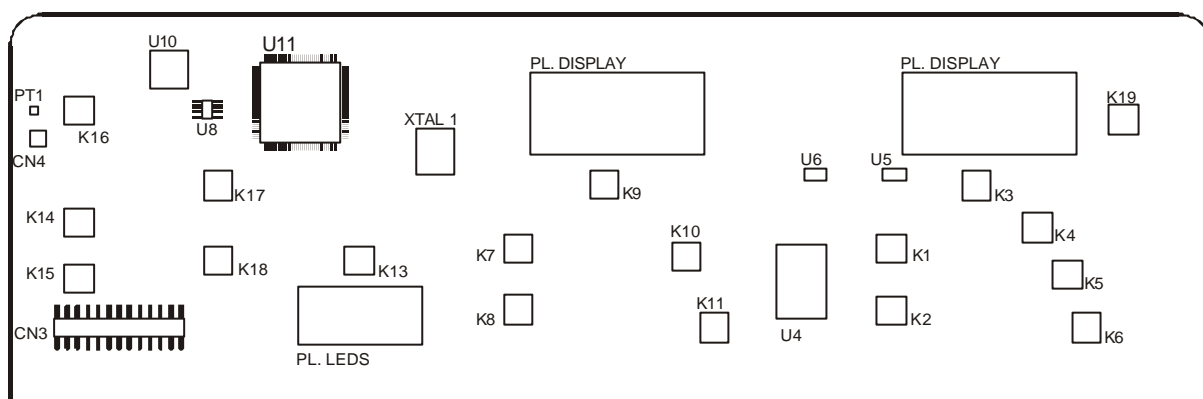 U10
U11
PL. DISPLAY
PL. DISPLAY
PT1
K16
U8
XTAL 1
K19
CN4
U6
U5
K17
K9
K3
K14
K10
K4
K7
K1
K15
K18
K13
K5
K11
K8
K2
CN3
U4
K6
PL. LEDS